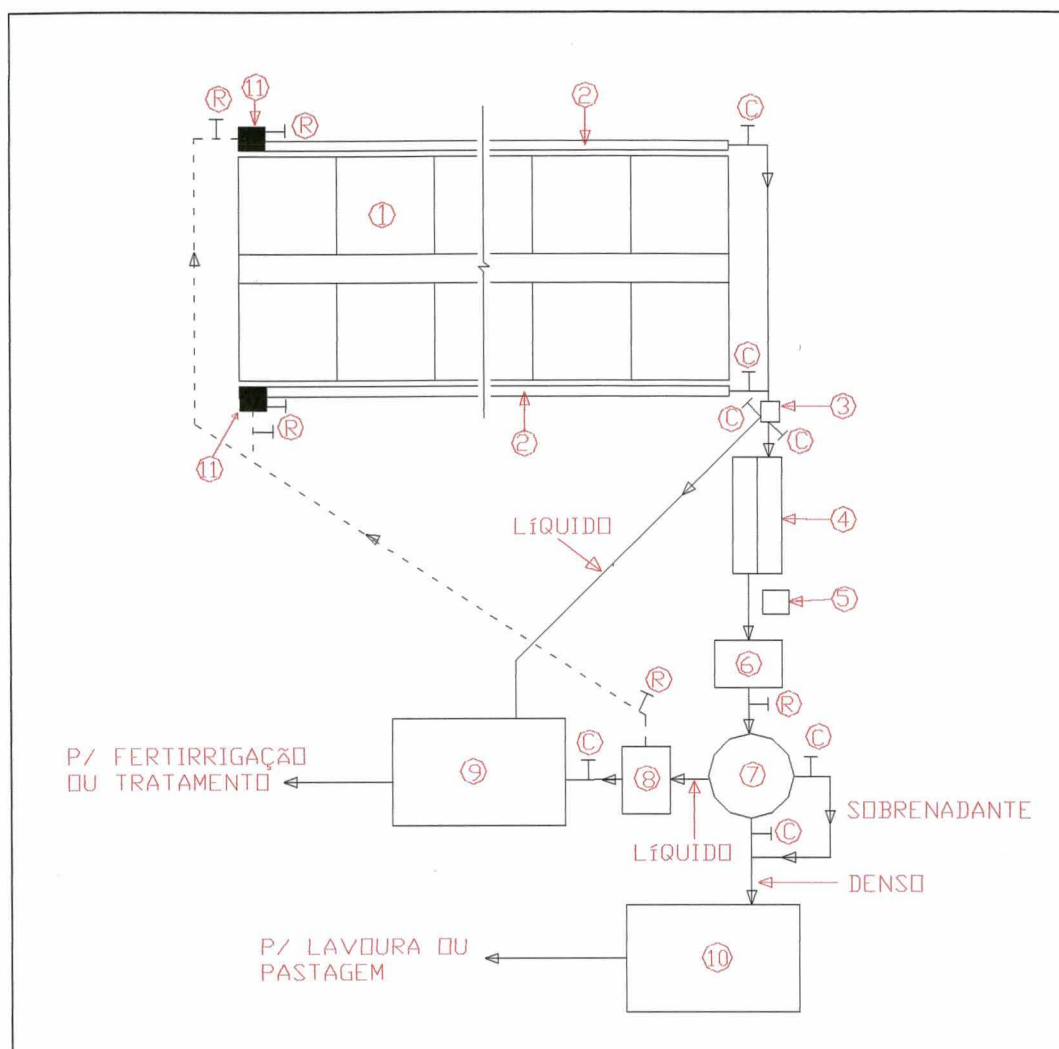 11
R
R
2
C
1
C
C
3
C
R
11
2
4
LÍQUIDO
5
6
R
R
C
P/ FERTIRRIGAÇÃO
OU TRATAMENTO
9
C
8
7
SOBRENADANTE
C
LÍQUIDO
DENSO
P/ LAVOURA OU
PASTAGEM
10